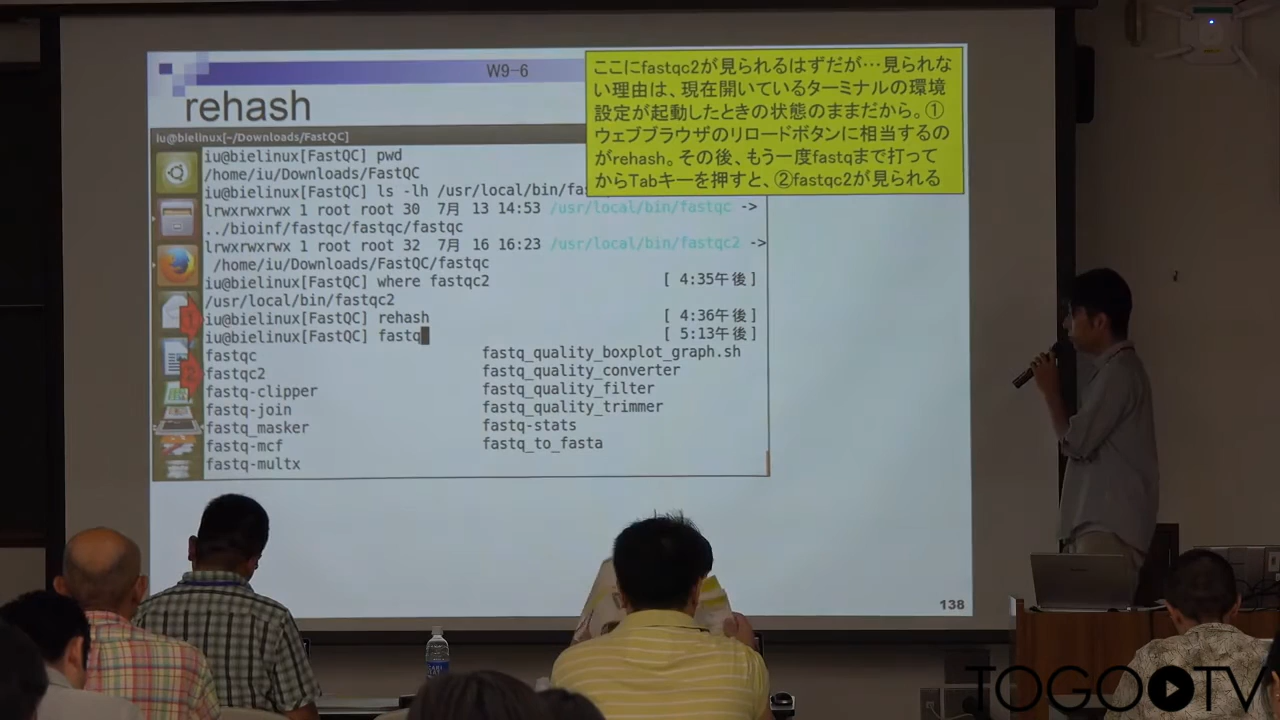 W9-6
rehash
ここにfastqc2が見られるはずだが…見られな
い理由は、現在開いているターミナルの環境
設定が起動したときの状態のままだから。①
ウェブブラウザのリロードボタンに相当するの
がrehash。その後、もう一度fastqまで打って
からTabキーを押すと、②fastqc2が見られる
iu@bielinux[~/Downloads/FastQC]
iu@bielinux[FastQC] pwd
/home/iu/Downloads/FastQC
iu@bielinux[FastQC] ls -lh /usr/local/bin/fas
lrwxrwxrwx 1 root root 30 7月 13 14:53 /usr/local/bin/fastqc ->
../bioinf/fastqc/fastqc/fastqc
lrwxrwxrwx 1 root root 32 7月 16 16:23 /usr/local/bin/fastqc2 ->
/home/iu/Downloads/FastQC/fastqc
iu@bielinux[FastQC] where fastqc2 [ 4:35午後]
/usr/local/bin/fastqc2
iu@bielinux[FastQC] rehash [ 4:36午後]
iu@bielinux[FastQC] fastq [ 5:13午後]
fastqc fastq_quality_boxplot_graph.sh
fastqc2 fastq_quality_converter
fastq-clipper fastq_quality_filter
fastq-join fastq_quality_trimmer
fastq_masker fastq-stats
fastq-mcf fastq_to_fasta
fastq-multx
1
2
138
TOGOTV